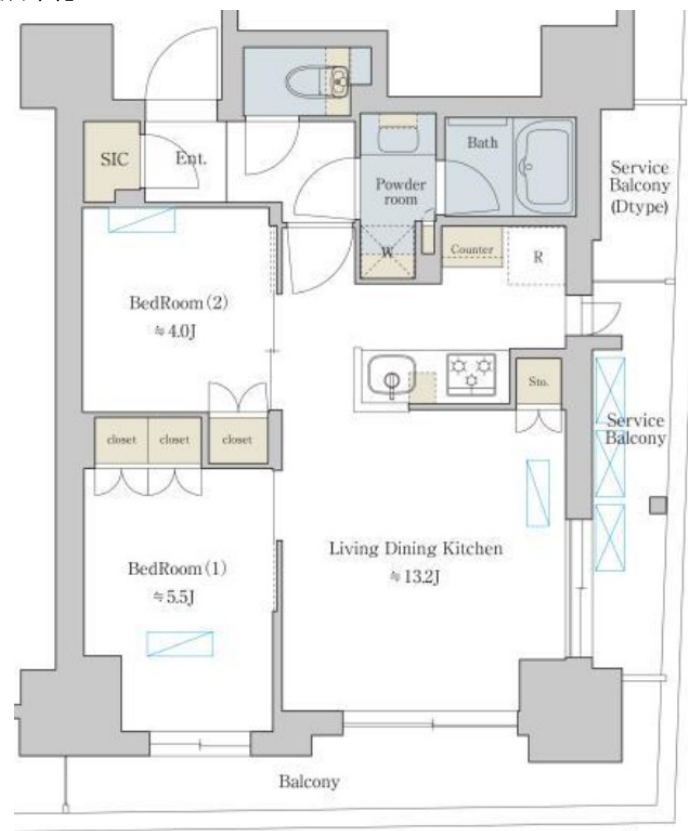 SIC
Ent.
Bath
Powder
room
W
Service
Balcony
(Dtype)
Counter
R
BedRoom(2)
≒4.0J
Sto.
closet
closet
closet
Service
Balcony
BedRoom(1)
≒5.5J
Living Dining Kitchen
≒13.2J
Balcony